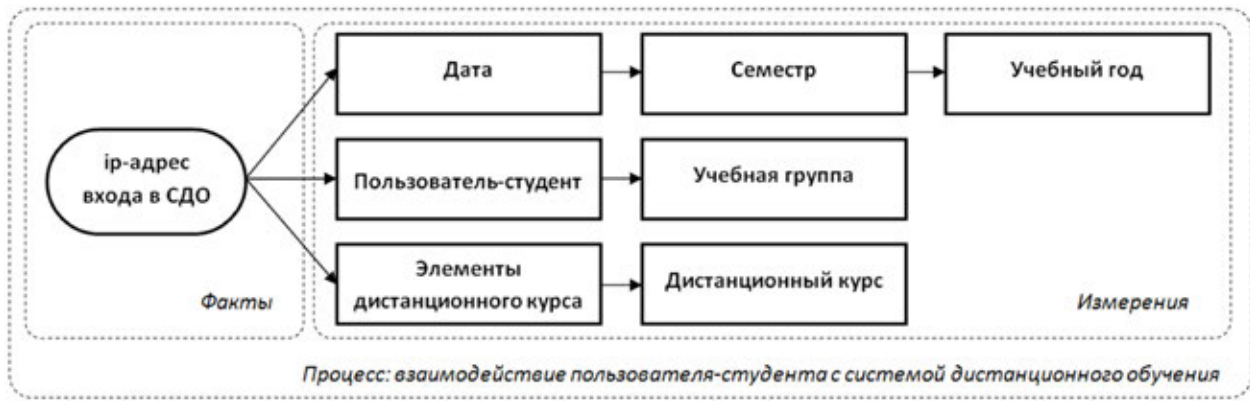 Дата
Семестр
Учебный год
ip-адрес
входа в СДО
Пользователь-студент
Учебная группа
Элементы
дистанционного курса
Дистанционный курс
Факты
Измерения
Процесс: взаимодействие пользователя-студента с системой дистанционного обучения